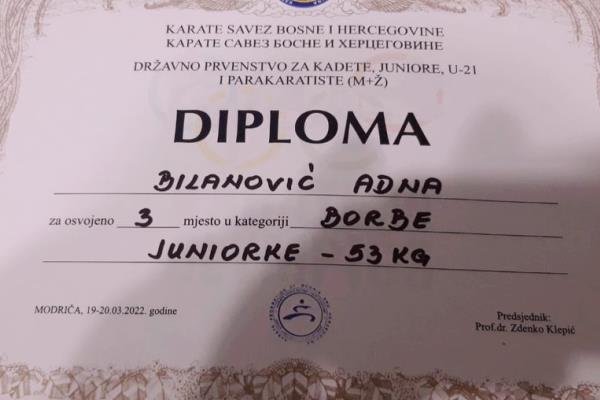 KARATE SAVEZ BOSNE I HERCEGOVINE
КАРАТЕ САВЕЗ БОСНЕ И ХЕРЦЕГОВИНЕ
DRŽAVNO PRVENSTVO ZA KADETE, JUNIORE, U-21
I PARAKARATISTE (M+Ž)
DIPLOMA
BILANOVIĆ ADNA
za osvojeno 3 mjesto u kategoriji BORBE
JUNIORKE - 53 KG
MODRIČA, 19-20.03.2022. godine
Predsjednik:
Prof.dr. Zdenko Klepić